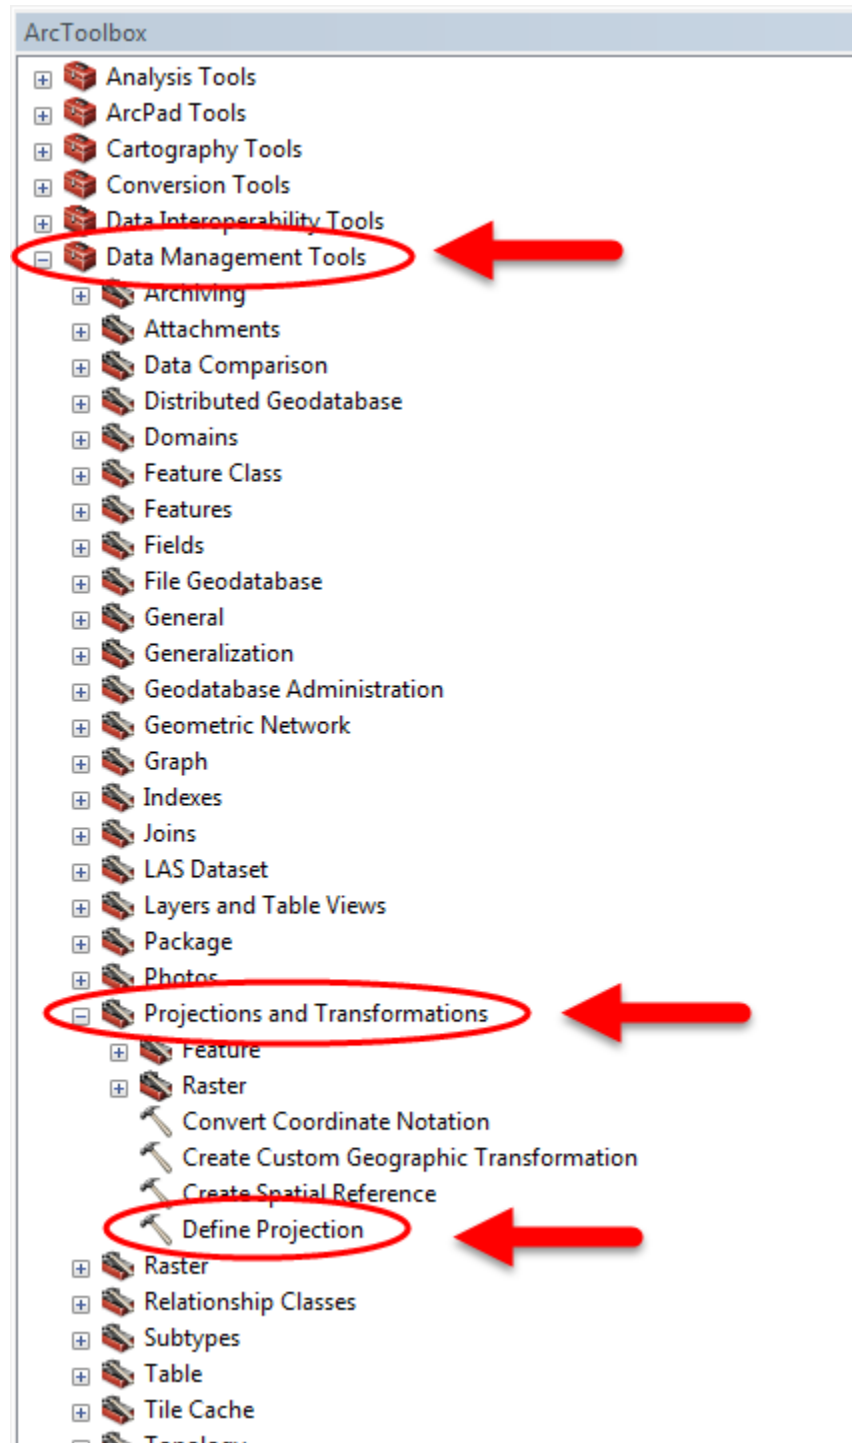 ArcToolbox
Analysis Tools
ArcPad Tools
Cartography Tools
Conversion Tools
Data Interoperability Tools
Data Management Tools
Archiving
Attachments
Data Comparison
Distributed Geodatabase
Domains
Feature Class
Features
Fields
File Geodatabase
General
Generalization
Geodatabase Administration
Geometric Network
Graph
Indexes
Joins
LAS Dataset
Layers and Table Views
Package
Photos
Projections and Transformations
Feature
Raster
Convert Coordinate Notation
Create Custom Geographic Transformation
Create Spatial Reference
Define Projection
Raster
Relationship Classes
Subtypes
Table
Tile Cache
Topology